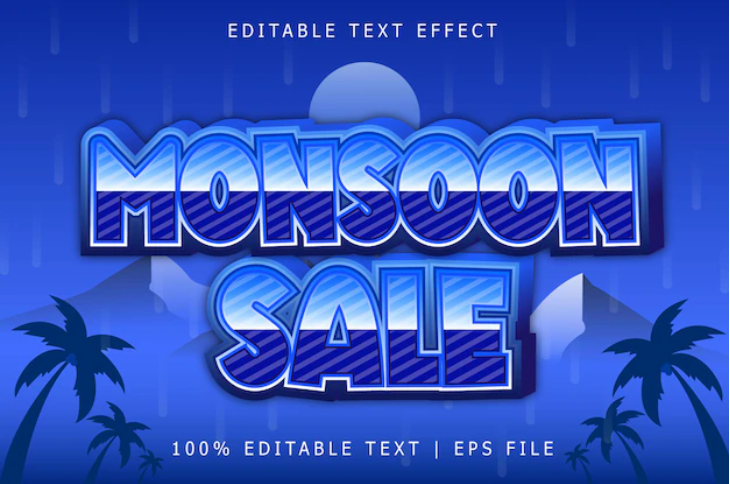 EDITABLE TEXT EFFECT
MONSOON
SALE
100% EDITABLE TEXT | EPS FILE